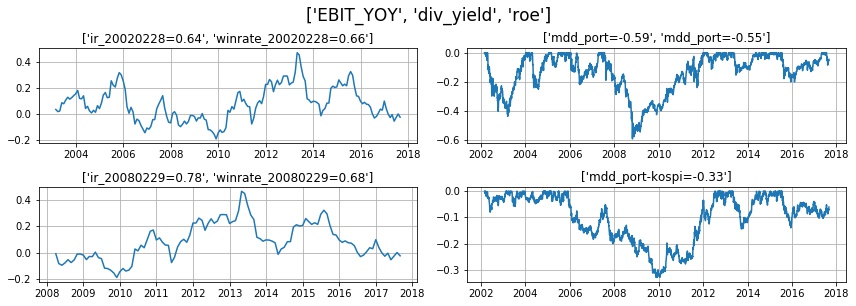 ['EBIT_YOY', 'div_yield', 'roe']
['ir_20020228=0.64', 'winrate_20020228=0.66']
0.4
0.2
0.0
−0.2
2004 2006 2008 2010 2012 2014 2016 2018
['mdd_port=-0.59', 'mdd_port=-0.55']
0.0
−0.2
−0.4
−0.6
2002 2004 2006 2008 2010 2012 2014 2016 2018
['ir_20080229=0.78', 'winrate_20080229=0.68']
0.4
0.2
0.0
−0.2
2008 2009 2010 2011 2012 2013 2014 2015 2016 2017 2018
['mdd_port-kospi=-0.33']
0.0
−0.1
−0.2
−0.3
2002 2004 2006 2008 2010 2012 2014 2016 2018